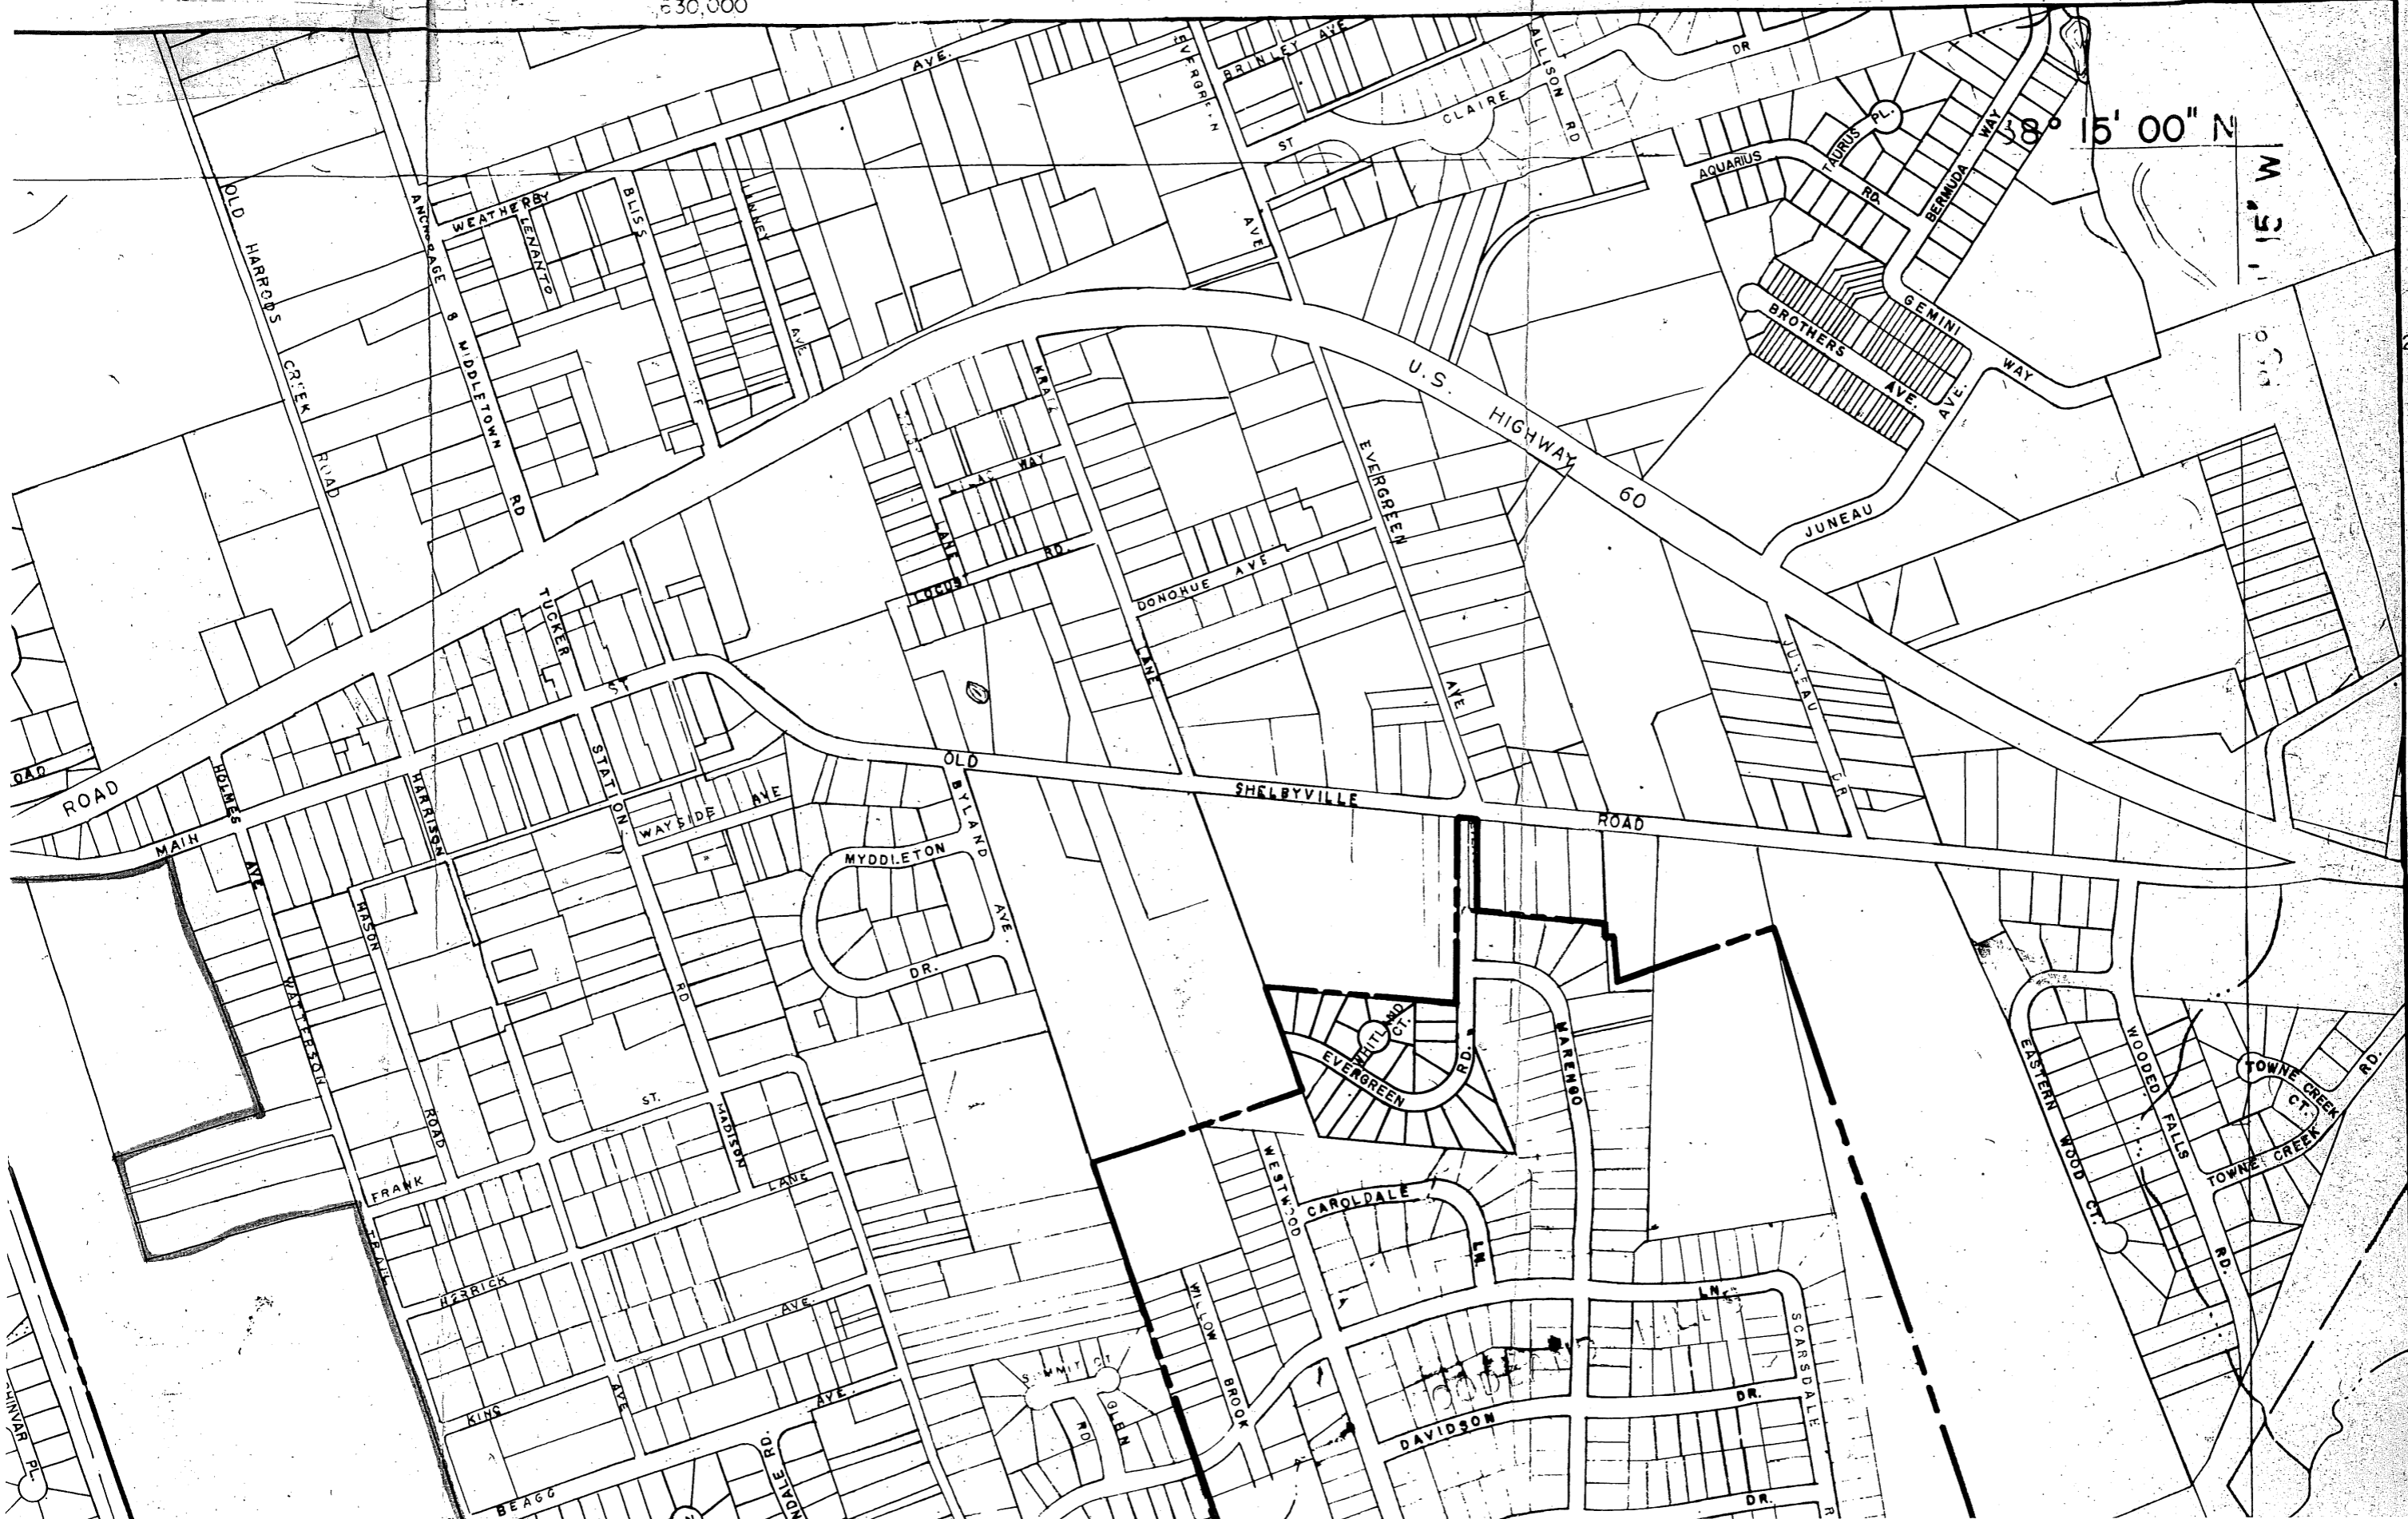 630,000
AVE.
EVERGREEN
BRINLEY AVE
ALLISON RD
DR
CLAIRE
ST
TAURUS PL.
38° 15' 00" N
15" W
AQUARIUS RD.
BERMUDA WAY
OLD HARRODS CREEK ROAD
ANCHORAGE & MIDDLETOWN RD
WEATHERBY
LENANTO
BLISS
AVE
AVE
GEMINI WAY
BROTHERS AVE.
AVE.
U.S. HIGHWAY 60
KRATZ LANE
WAY
LANE
LOCUST RD.
DONOHUE AVE
EVERGREEN AVE
JUNEAU
JUNEAU DR
TUCKER
STATION RD
ST
MAIN
ROAD
OAD
HOLMES AVE
HARRISON
WAYSIDE AVE
OLD SHELBYVILLE ROAD
BYLAND AVE.
MYDDLETON DR.
MASON ROAD
WATTERSON TRAIL
WHITLAND CT.
EVERGREEN RD.
MARENGO
EASTERN WOOD CT.
WOODED FALLS RD.
TOWNE CREEK CT.
TOWNE CREEK RD.
ST.
MADISON
FRANK
LANE
HERRICK
WESTWOOD
CAROLDALE LN.
AVE.
KING
AVE
AVE.
BEAGG
SUMMIT CT
GLEN
RD
WILLOW BROOK
LN.
SCARSDALE
DAVIDSON DR.
DR.
R
NDALE RD.
HINVAR PL.